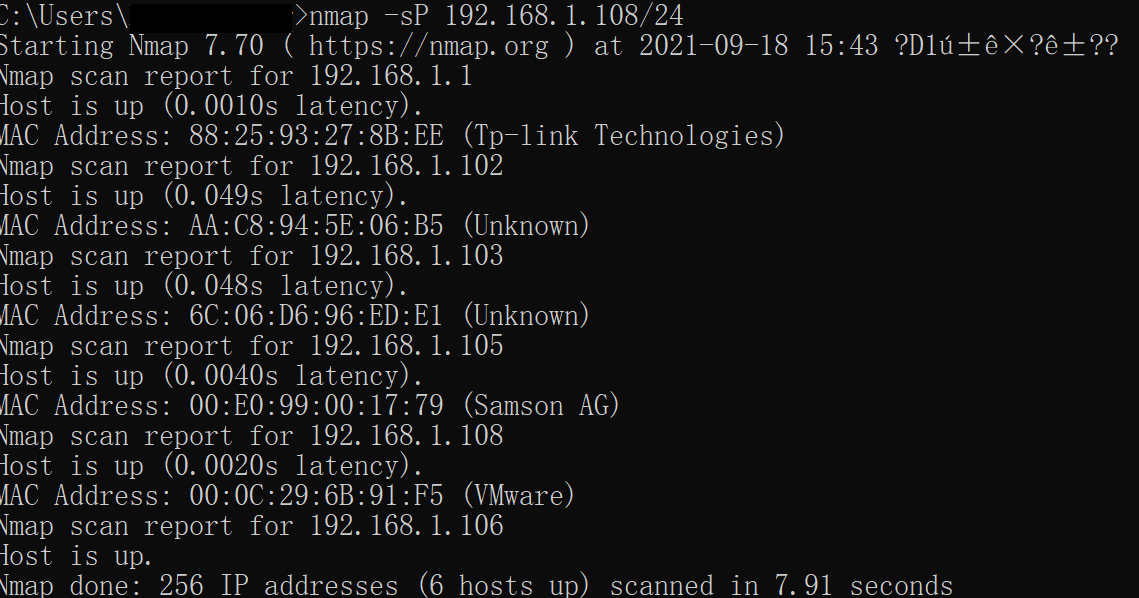 C:\Users\ >nmap -sP 192.168.1.108/24
Starting Nmap 7.70 ( https://nmap.org ) at 2021-09-18 15:43 ?D1ú±ê×?ê±??
Nmap scan report for 192.168.1.1
Host is up (0.0010s latency).
MAC Address: 88:25:93:27:8B:EE (Tp-link Technologies)
Nmap scan report for 192.168.1.102
Host is up (0.049s latency).
MAC Address: AA:C8:94:5E:06:B5 (Unknown)
Nmap scan report for 192.168.1.103
Host is up (0.048s latency).
MAC Address: 6C:06:D6:96:ED:E1 (Unknown)
Nmap scan report for 192.168.1.105
Host is up (0.0040s latency).
MAC Address: 00:E0:99:00:17:79 (Samson AG)
Nmap scan report for 192.168.1.108
Host is up (0.0020s latency).
MAC Address: 00:0C:29:6B:91:F5 (VMware)
Nmap scan report for 192.168.1.106
Host is up.
Nmap done: 256 IP addresses (6 hosts up) scanned in 7.91 seconds